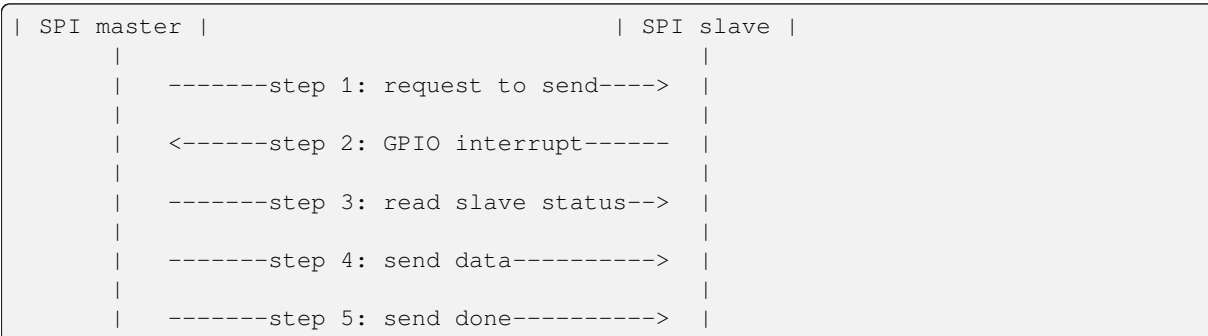 | SPI master |                             | SPI slave |
       |                                        |
       |   -------step 1: request to send---->  |
       |                                        |
       |   <------step 2: GPIO interrupt------  |
       |                                        |
       |   -------step 3: read slave status-->  |
       |                                        |
       |   -------step 4: send data---------->  |
       |                                        |
       |   -------step 5: send done---------->  |